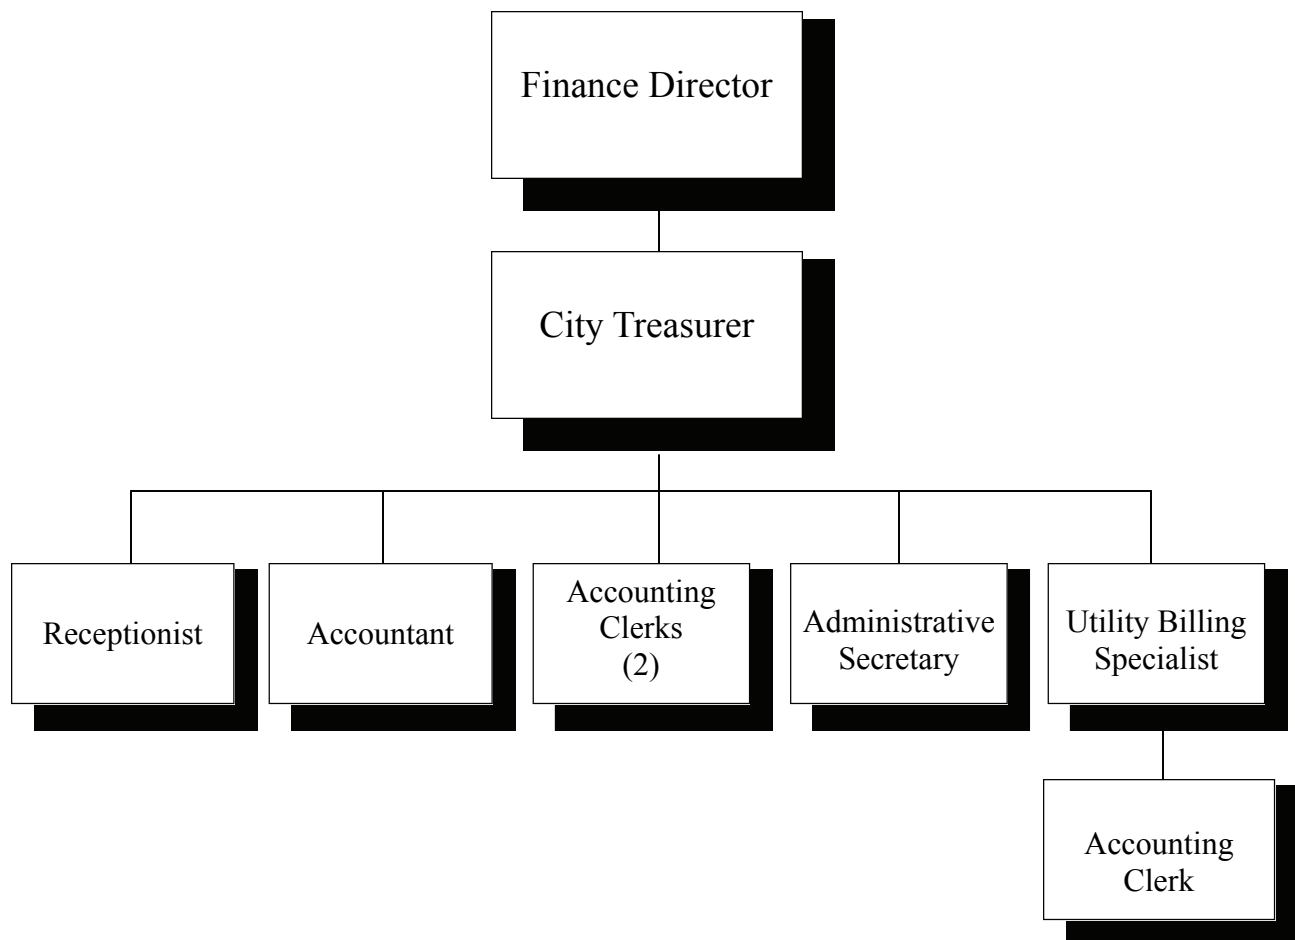 Finance Director
City Treasurer
Receptionist
Accountant
Accounting
Clerks
(2)
Administrative
Secretary
Utility Billing
Specialist
Accounting
Clerk